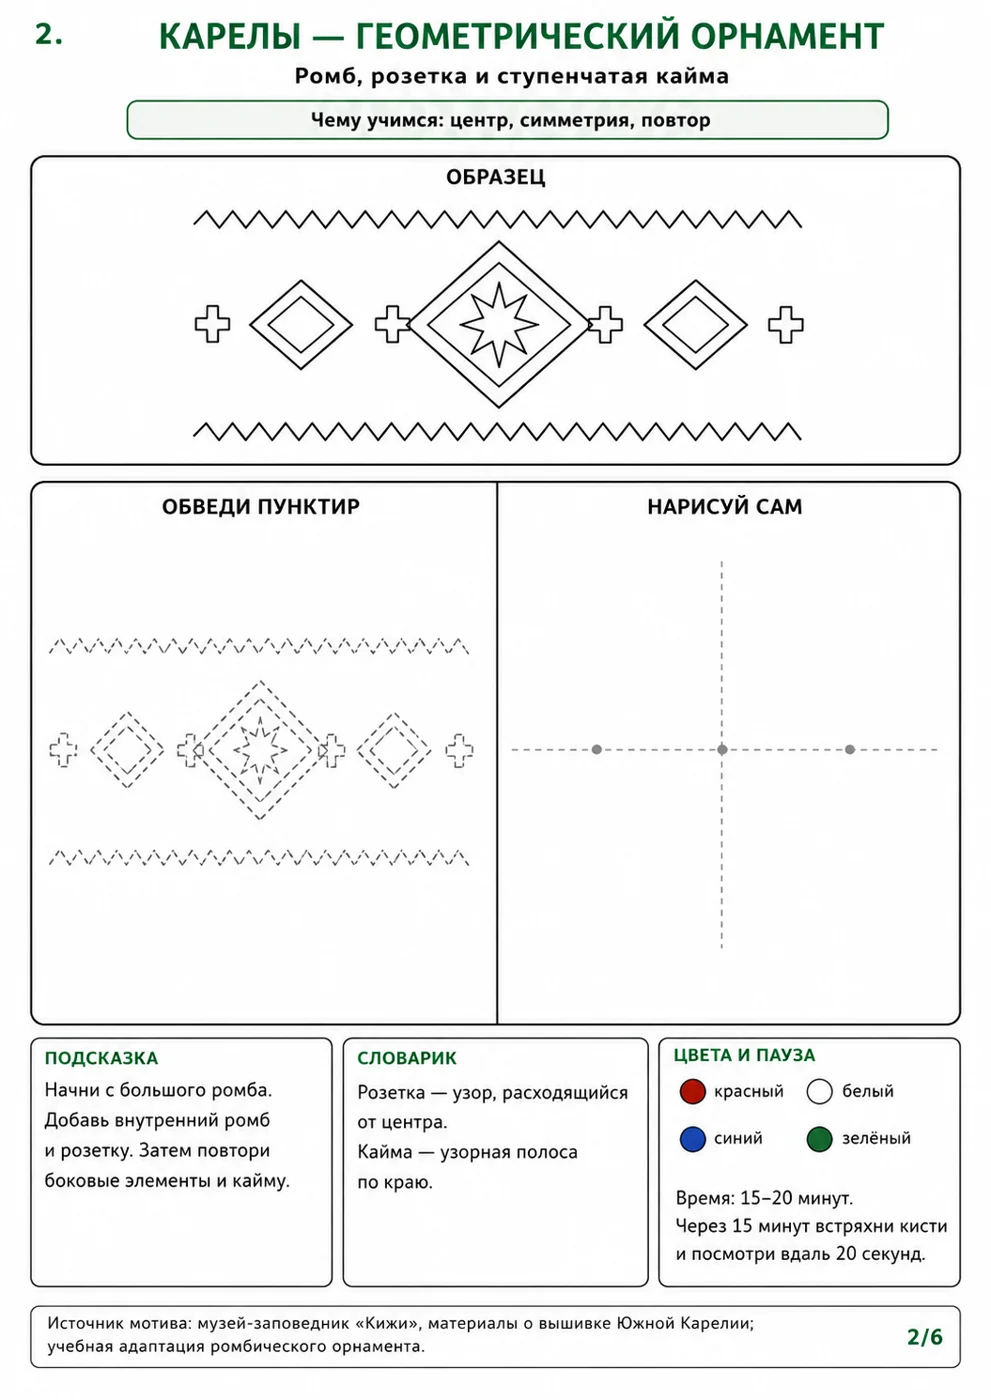 2.
КАРЕЛЫ — ГЕОМЕТРИЧЕСКИЙ ОРНАМЕНТ
Ромб, розетка и ступенчатая кайма
Чему учимся: центр, симметрия, повтор
ОБРАЗЕЦ
ОБВЕДИ ПУНКТИР
НАРИСУЙ САМ
ПОДСКАЗКА
Начни с большого ромба.
Добавь внутренний ромб
и розетку. Затем повтори
боковые элементы и кайму.
СЛОВАРИК
Розетка — узор, расходящийся
от центра.
Кайма — узорная полоса
по краю.
ЦВЕТА И ПАУЗА
красный
белый
синий
зелёный
Время: 15–20 минут.
Через 15 минут встряхни кисти
и посмотри вдаль 20 секунд.
Источник мотива: музей-заповедник «Кижи», материалы о вышивке Южной Карелии;
учебная адаптация ромбического орнамента.
2/6